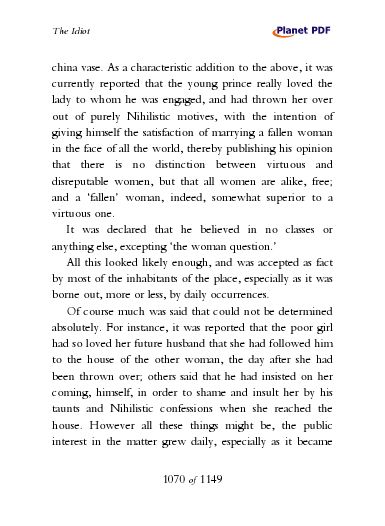 The Idiot
Planet PDF
china vase. As a characteristic addition to the above, it was
currently reported that the young prince really loved the
lady to whom he was engaged, and had thrown her over
out of purely Nihilistic motives, with the intention of
giving himself the satisfaction of marrying a fallen woman
in the face of all the world, thereby publishing his opinion
that there is no distinction between virtuous and
disreputable women, but that all women are alike, free;
and a ‘fallen’ woman, indeed, somewhat superior to a
virtuous one.
It was declared that he believed in no classes or
anything else, excepting ‘the woman question.’
All this looked likely enough, and was accepted as fact
by most of the inhabitants of the place, especially as it was
borne out, more or less, by daily occurrences.
Of course much was said that could not be determined
absolutely. For instance, it was reported that the poor girl
had so loved her future husband that she had followed him
to the house of the other woman, the day after she had
been thrown over; others said that he had insisted on her
coming, himself, in order to shame and insult her by his
taunts and Nihilistic confessions when she reached the
house. However all these things might be, the public
interest in the matter grew daily, especially as it became
1070 of 1149